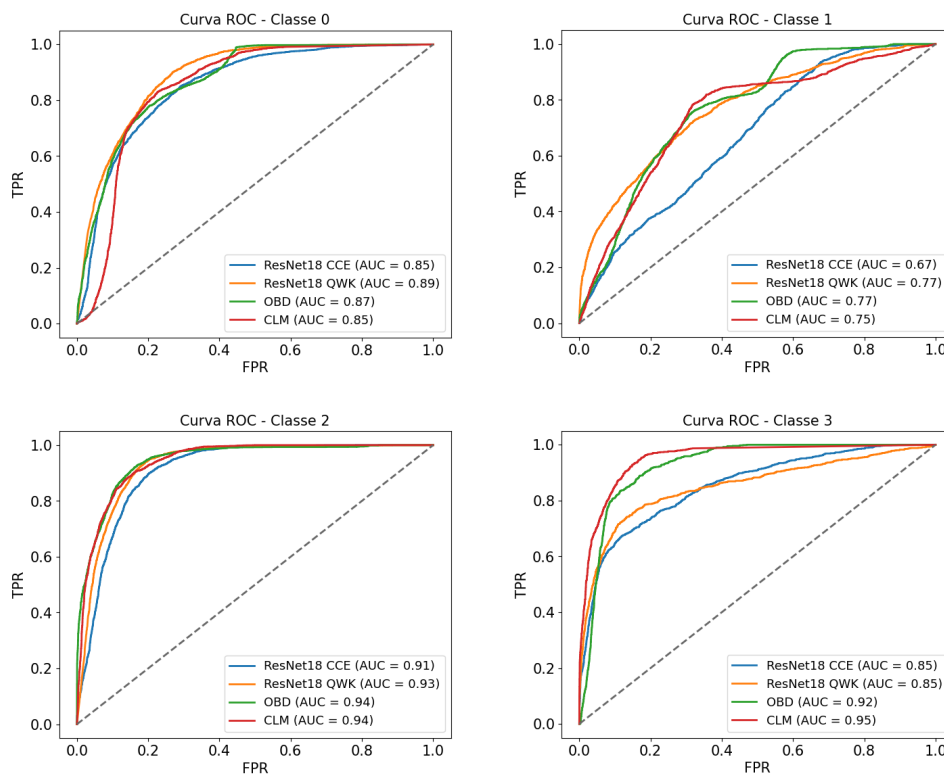 Curva ROC - Classe 0
1.0
0.8
0.6
0.4
0.2
0.0
TPR
ResNet18 CCE (AUC = 0.85)
ResNet18 QWK (AUC = 0.89)
OBD (AUC = 0.87)
CLM (AUC = 0.85)
0.0 0.2 0.4 0.6 0.8 1.0
FPR
Curva ROC - Classe 1
1.0
0.8
0.6
0.4
0.2
0.0
TPR
ResNet18 CCE (AUC = 0.67)
ResNet18 QWK (AUC = 0.77)
OBD (AUC = 0.77)
CLM (AUC = 0.75)
0.0 0.2 0.4 0.6 0.8 1.0
FPR
Curva ROC - Classe 2
1.0
0.8
0.6
0.4
0.2
0.0
TPR
ResNet18 CCE (AUC = 0.91)
ResNet18 QWK (AUC = 0.93)
OBD (AUC = 0.94)
CLM (AUC = 0.94)
0.0 0.2 0.4 0.6 0.8 1.0
FPR
Curva ROC - Classe 3
1.0
0.8
0.6
0.4
0.2
0.0
TPR
ResNet18 CCE (AUC = 0.85)
ResNet18 QWK (AUC = 0.85)
OBD (AUC = 0.92)
CLM (AUC = 0.95)
0.0 0.2 0.4 0.6 0.8 1.0
FPR